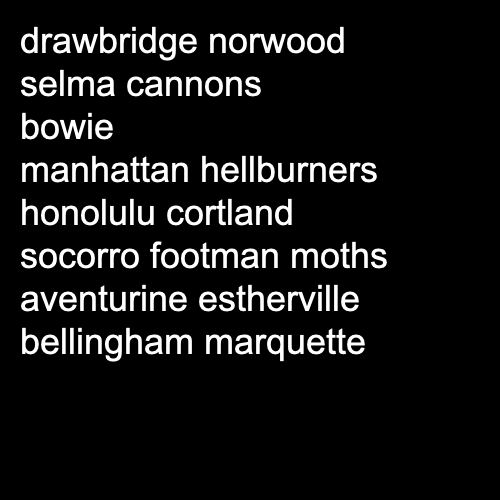 drawbridge norwood
selma cannons
bowie
manhattan hellburners
honolulu cortland
socorro footman moths
aventurine estherville
bellingham marquette